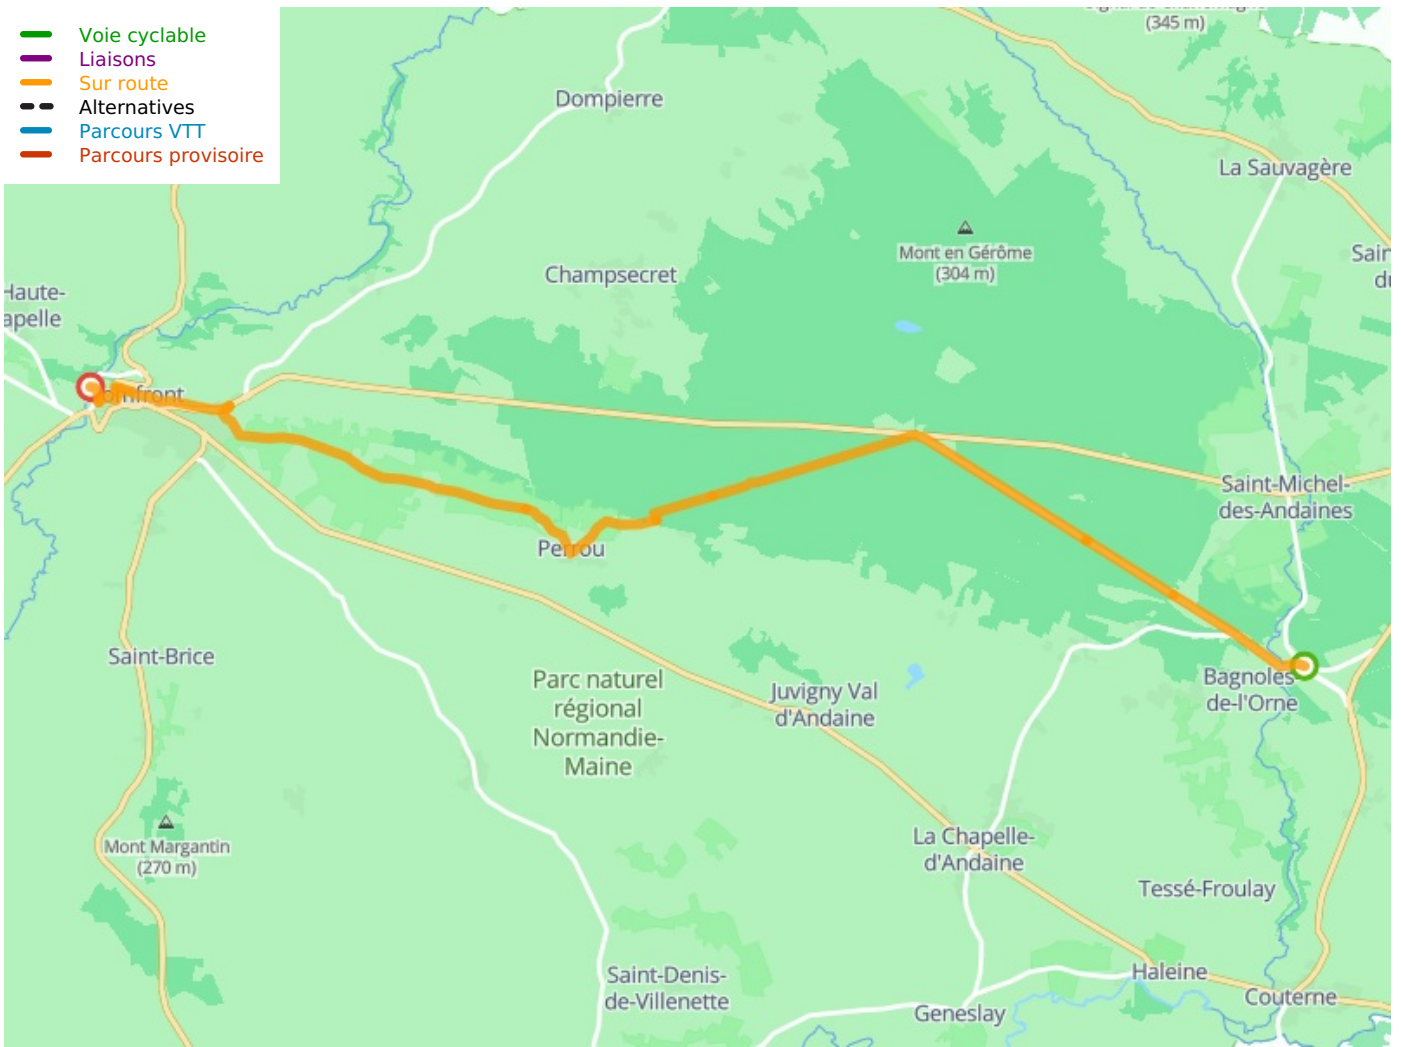 Voie cyclable
Liaisons
Sur route
Alternatives
Parcours VTT
Parcours provisoire
(345 m)
Dompierre
La Sauvagère
Mont en Gérôme
(304 m)
Champsecret
Haute-
apelle
Saint-Michel-
des-Andaines
Perrou
Saint-Brice
Bagnoles-
de-l'Orne
Parc naturel
régional
Normandie-
Maine
Juvigny Val
d'Andaine
Mont Margantin
(270 m)
La Chapelle-
d'Andaine
Tessé-Froulay
Saint-Denis-
de-Villenette
Haleine
Couterne
Geneslay